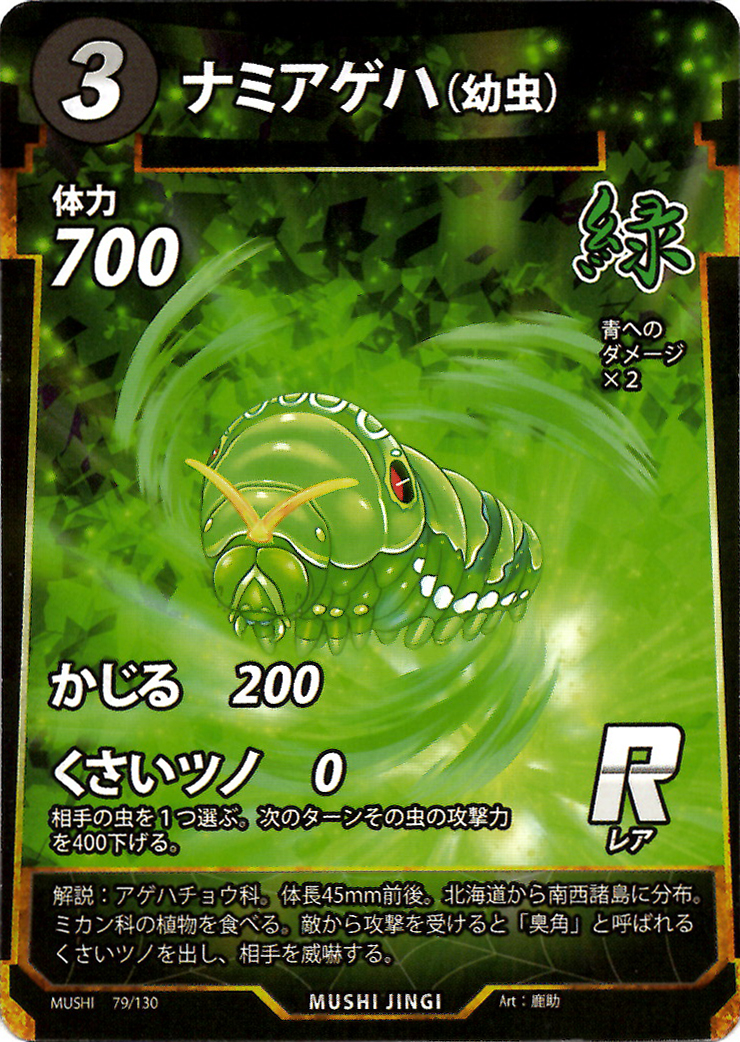 3
ナミアゲハ(幼虫)
体力
700
緑
青への
ダメージ
×2
かじる 200
くさいツノ 0
相手の虫を1つ選ぶ。次のターンその虫の攻撃力
を400下げる。
R
レア
解説：アゲハチョウ科。体長45mm前後。北海道から南西諸島に分布。
ミカン科の植物を食べる。敵から攻撃を受けると「臭角」と呼ばれる
くさいツノを出し、相手を威嚇する。
MUSHI 79/130
MUSHI JINGI
Art：鹿助